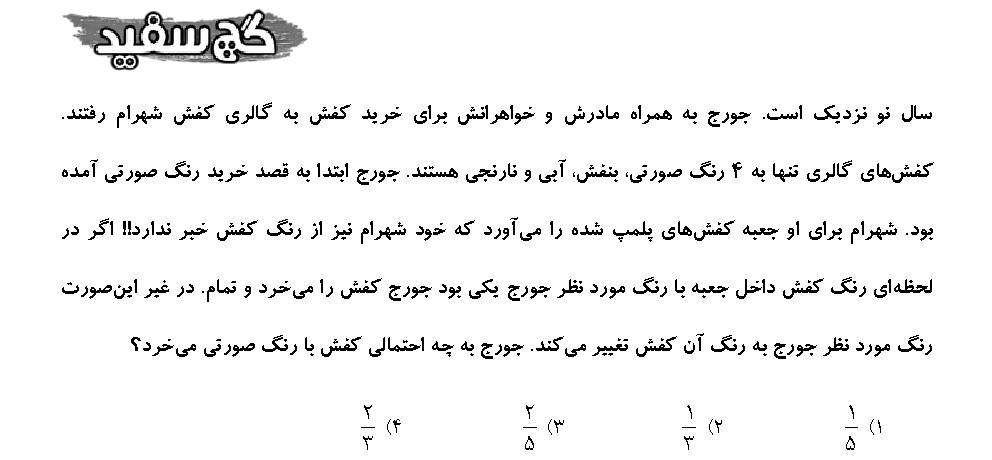 گچ سفید
سال نو نزدیک است. جورج به همراه مادرش و خواهرانش برای خرید کفش به گالری کفش شهرام رفتند.
کفش‌های گالری تنها به ۴ رنگ صورتی، بنفش، آبی و نارنجی هستند. جورج ابتدا به قصد خرید رنگ صورتی آمده
بود. شهرام برای او جعبه کفش‌های پلمپ شده را می‌آورد که خود شهرام نیز از رنگ کفش خبر ندارد!! اگر در
لحظه‌ای رنگ کفش داخل جعبه با رنگ مورد نظر جورج یکی بود جورج کفش را می‌خرد و تمام. در غیر این‌صورت
رنگ مورد نظر جورج به رنگ آن کفش تغییر می‌کند. جورج به چه احتمالی کفش با رنگ صورتی می‌خرد؟
۱) ۱/۵ ۲) ۱/۳ ۳) ۲/۵ ۴) ۲/۳